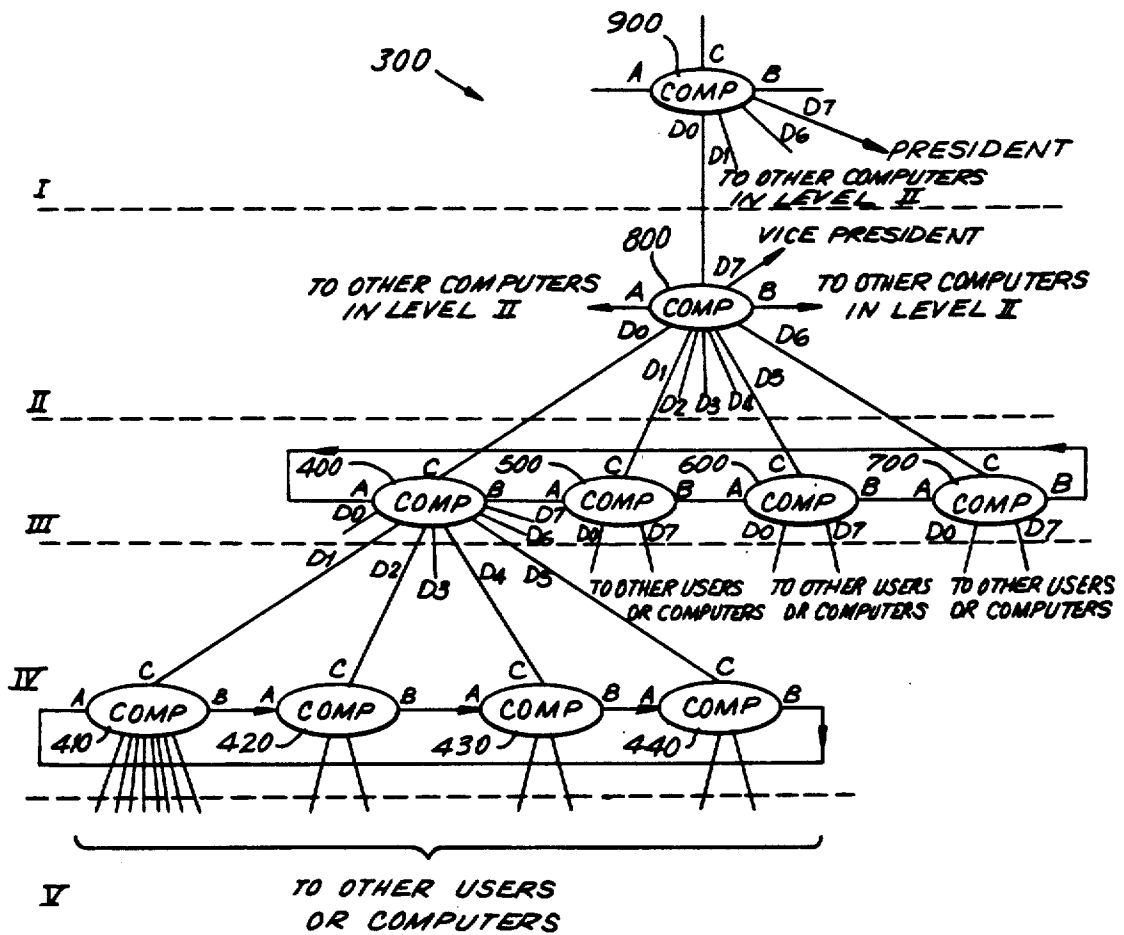 900
300
C
A COMP B
D0 D1 D6 D7
PRESIDENT
TO OTHER COMPUTERS
IN LEVEL II
I
800
VICE PRESIDENT
D7
TO OTHER COMPUTERS
IN LEVEL II
A COMP B
TO OTHER COMPUTERS
IN LEVEL II
D0 D1 D2 D3 D4 D5 D6
II
400 C 500 C 600 C 700 C
A COMP B A COMP B A COMP B A COMP B
D0 D1 D2 D3 D4 D5 D6 D7
D0 D7 D0 D7 D0 D7
III
TO OTHER USERS
OR COMPUTERS
TO OTHER USERS
OR COMPUTERS
TO OTHER USERS
OR COMPUTERS
IV
C C C C
A COMP B A COMP B A COMP B A COMP B
410 420 430 440
V
TO OTHER USERS
OR COMPUTERS